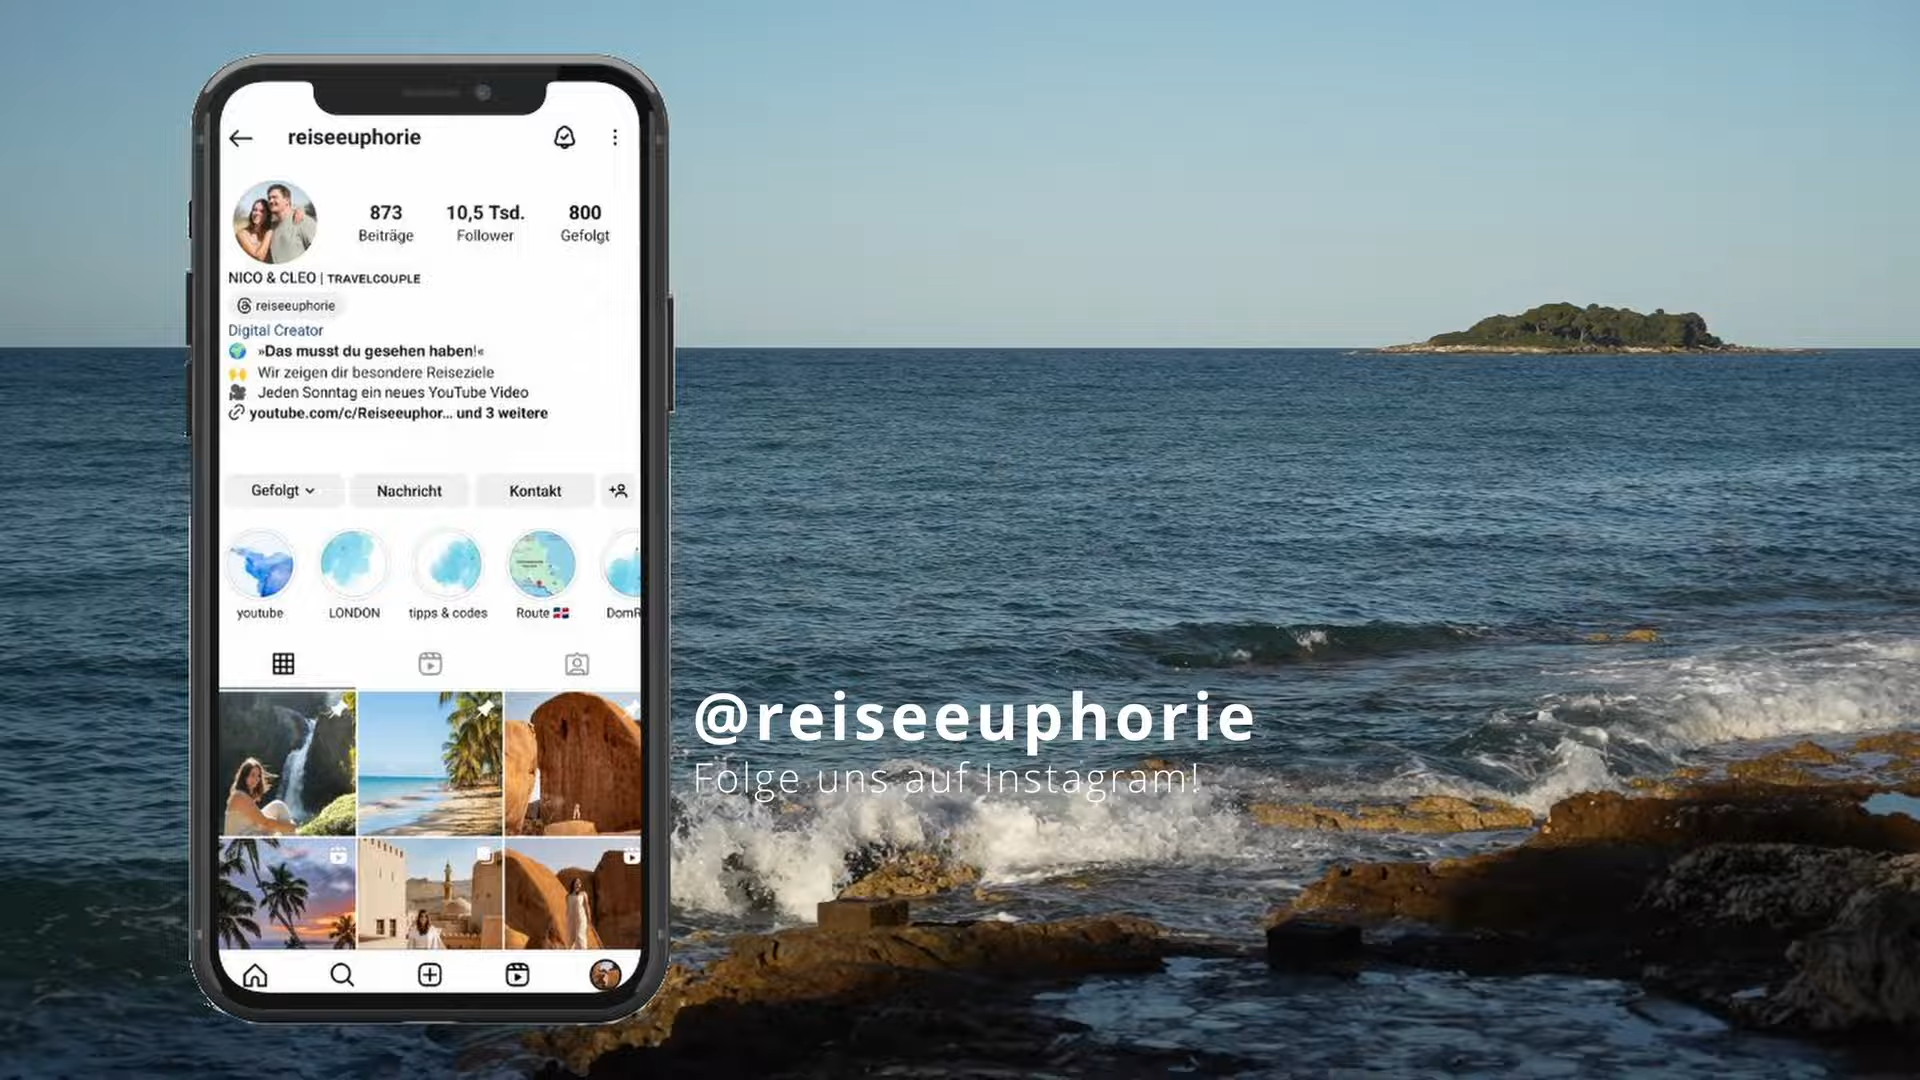 reiseeuphorie
873
10,5 Tsd.
800
Beiträge
Follower
Gefolgt
NICO & CLEO | TRAVELCOUPLE
reiseeuphorie
Digital Creator
»Das musst du gesehen haben!«
Wir zeigen dir besondere Reiseziele
Jeden Sonntag ein neues YouTube Video
youtube.com/c/Reiseeuphor... und 3 weitere
Gefolgt
Nachricht
Kontakt
youtube
LONDON
tipps & codes
Route
DomR
@reiseeuphorie
Folge uns auf Instagram!